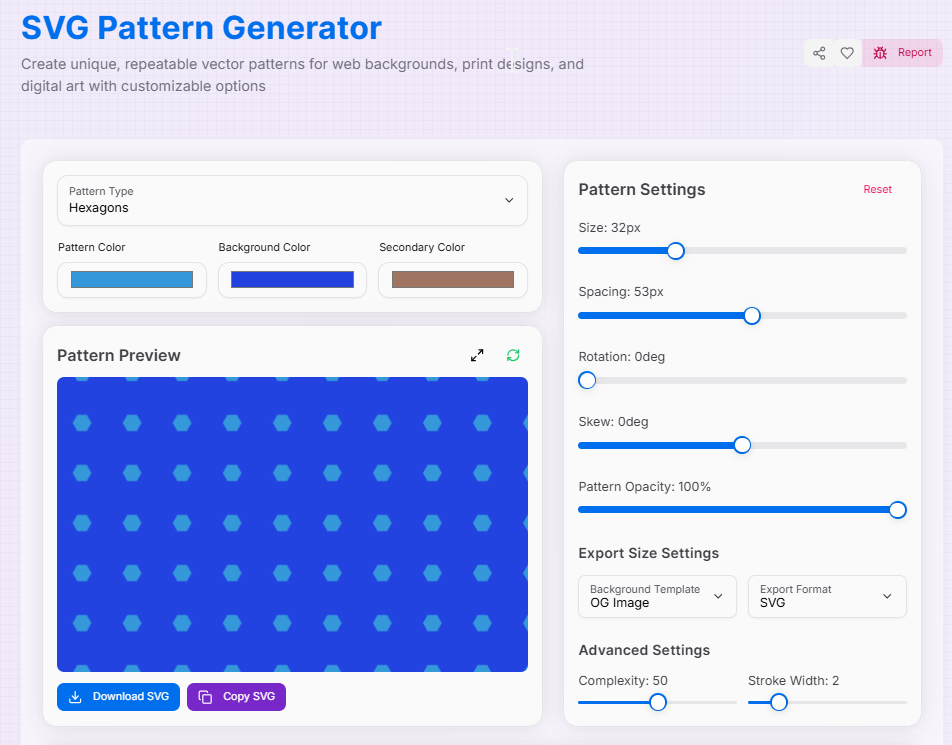 SVG Pattern Generator
Create unique, repeatable vector patterns for web backgrounds, print designs, and
digital art with customizable options
Report
Pattern Type
Hexagons
Pattern Color
Background Color
Secondary Color
Pattern Preview
Download SVG
Copy SVG
Pattern Settings
Reset
Size: 32px
Spacing: 53px
Rotation: 0deg
Skew: 0deg
Pattern Opacity: 100%
Export Size Settings
Background Template
OG Image
Export Format
SVG
Advanced Settings
Complexity: 50
Stroke Width: 2